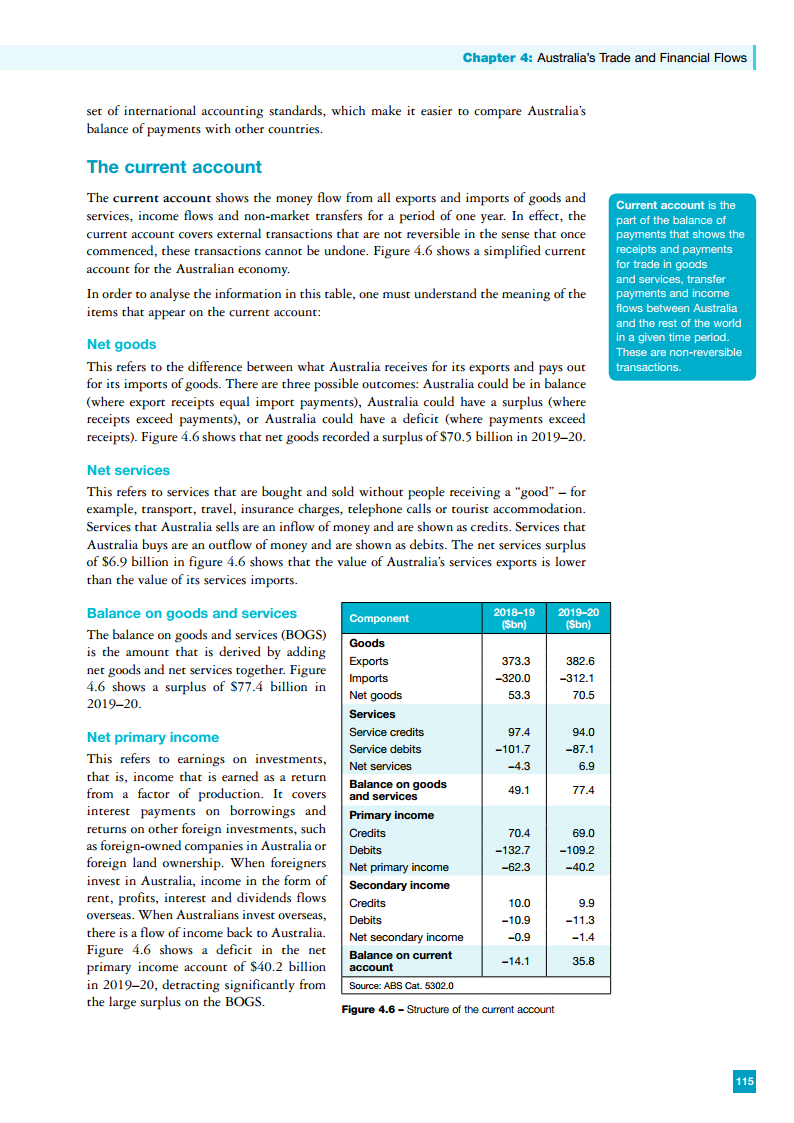 Chapter 4: Australia's Trade and Financial Flows
set of international accounting standards, which make it easier to compare Australia's
balance of payments with other countries.
The current account
The current account shows the money flow from all exports and imports of goods and
services, income flows and non-market transfers for a period of one year. In effect, the
current account covers external transactions that are not reversible in the sense that once
commenced, these transactions cannot be undone. Figure 4.6 shows a simplified current
account for the Australian economy.
In order to analyse the information in this table, one must understand the meaning of the
items that appear on the current account:
Current account is the
part of the balance of
payments that shows the
receipts and payments
for trade in goods
and services, transfer
payments and income
flows between Australia
and the rest of the world
in a given time period.
These are non-reversible
transactions.
Net goods
This refers to the difference between what Australia receives for its exports and pays out
for its imports of goods. There are three possible outcomes: Australia could be in balance
(where export receipts equal import payments), Australia could have a surplus (where
receipts exceed payments), or Australia could have a deficit (where payments exceed
receipts). Figure 4.6 shows that net goods recorded a surplus of $70.5 billion in 2019–20.
Net services
This refers to services that are bought and sold without people receiving a “good” – for
example, transport, travel, insurance charges, telephone calls or tourist accommodation.
Services that Australia sells are an inflow of money and are shown as credits. Services that
Australia buys are an outflow of money and are shown as debits. The net services surplus
of $6.9 billion in figure 4.6 shows that the value of Australia's services exports is lower
than the value of its services imports.
Balance on goods and services
The balance on goods and services (BOGS)
is the amount that is derived by adding
net goods and net services together. Figure
4.6 shows a surplus of $77.4 billion in
2019–20.
Net primary income
This refers to earnings on investments,
that is, income that is earned as a return
from a factor of production. It covers
interest payments on borrowings and
returns on other foreign investments, such
as foreign-owned companies in Australia or
foreign land ownership. When foreigners
invest in Australia, income in the form of
rent, profits, interest and dividends flows
overseas. When Australians invest overseas,
there is a flow of income back to Australia.
Figure 4.6 shows a deficit in the net
primary income account of $40.2 billion
in 2019–20, detracting significantly from
the large surplus on the BOGS.
Component 2018–19 ($bn) 2019–20 ($bn)
Goods
Exports 373.3 382.6
Imports –320.0 –312.1
Net goods 53.3 70.5
Services
Service credits 97.4 94.0
Service debits –101.7 –87.1
Net services –4.3 6.9
Balance on goods
and services 49.1 77.4
Primary income
Credits 70.4 69.0
Debits –132.7 –109.2
Net primary income –62.3 –40.2
Secondary income
Credits 10.0 9.9
Debits –10.9 –11.3
Net secondary income –0.9 –1.4
Balance on current
account –14.1 35.8
Source: ABS Cat. 5302.0
Figure 4.6 – Structure of the current account
115